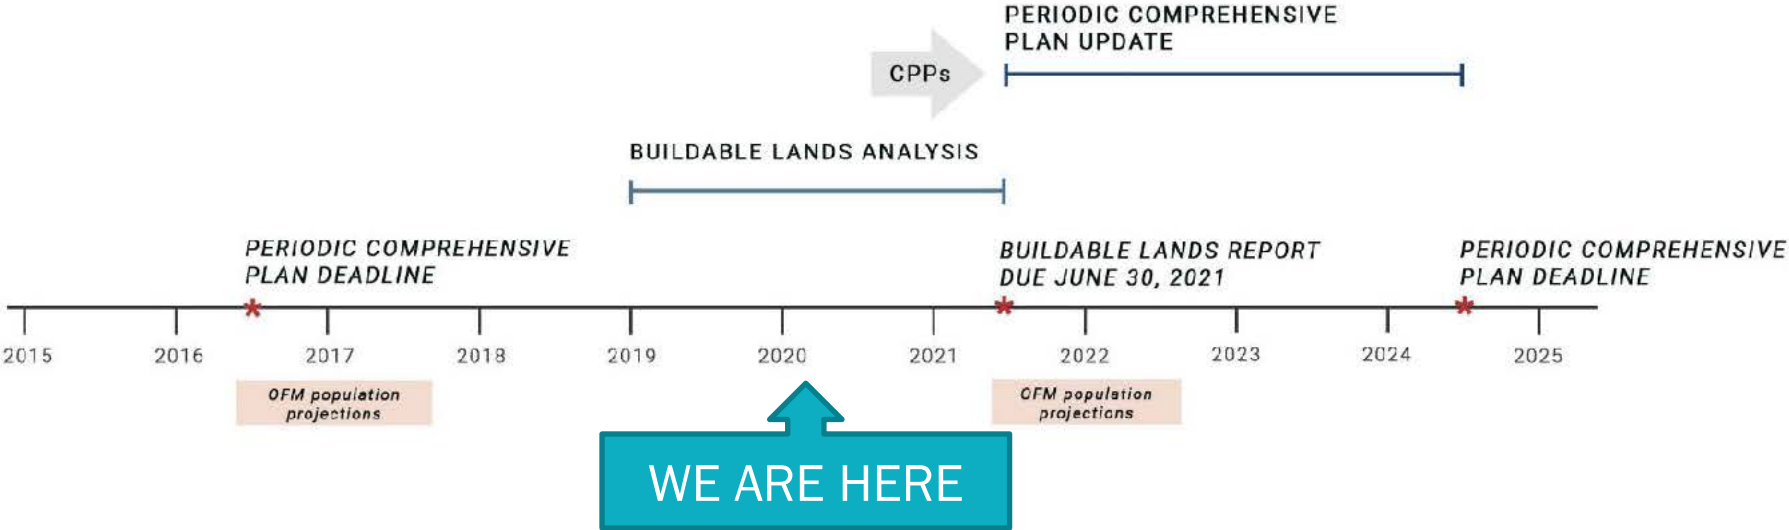 PERIODIC COMPREHENSIVE
PLAN UPDATE
CPPs
BUILDABLE LANDS ANALYSIS
PERIODIC COMPREHENSIVE
PLAN DEADLINE
BUILDABLE LANDS REPORT
DUE JUNE 30, 2021
PERIODIC COMPREHENSIVE
PLAN DEADLINE
2015
2016
2017
2018
2019
2020
2021
2022
2023
2024
2025
OFM population
projections
OFM population
projections
WE ARE HERE